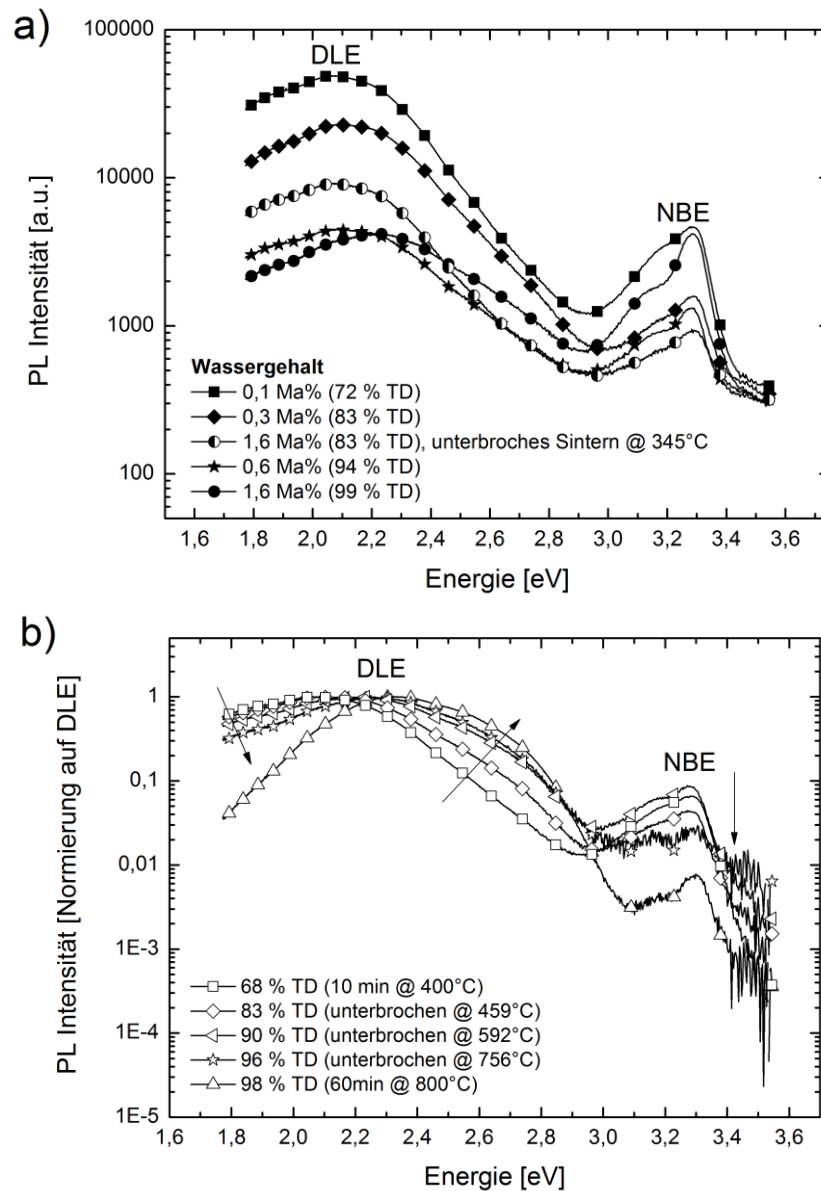 a)
100000
10000
1000
100
PL Intensität [a.u.]
DLE
NBE
Wassergehalt
0,1 Ma% (72 % TD)
0,3 Ma% (83 % TD)
1,6 Ma% (83 % TD), unterbroches Sintern @ 345°C
0,6 Ma% (94 % TD)
1,6 Ma% (99 % TD)
1,6 1,8 2,0 2,2 2,4 2,6 2,8 3,0 3,2 3,4 3,6
Energie [eV]
b)
1
0,1
0,01
1E-3
1E-4
1E-5
PL Intensität [Normierung auf DLE]
DLE
NBE
68 % TD (10 min @ 400°C)
83 % TD (unterbrochen @ 459°C)
90 % TD (unterbrochen @ 592°C)
96 % TD (unterbrochen @ 756°C)
98 % TD (60min @ 800°C)
1,6 1,8 2,0 2,2 2,4 2,6 2,8 3,0 3,2 3,4 3,6
Energie [eV]